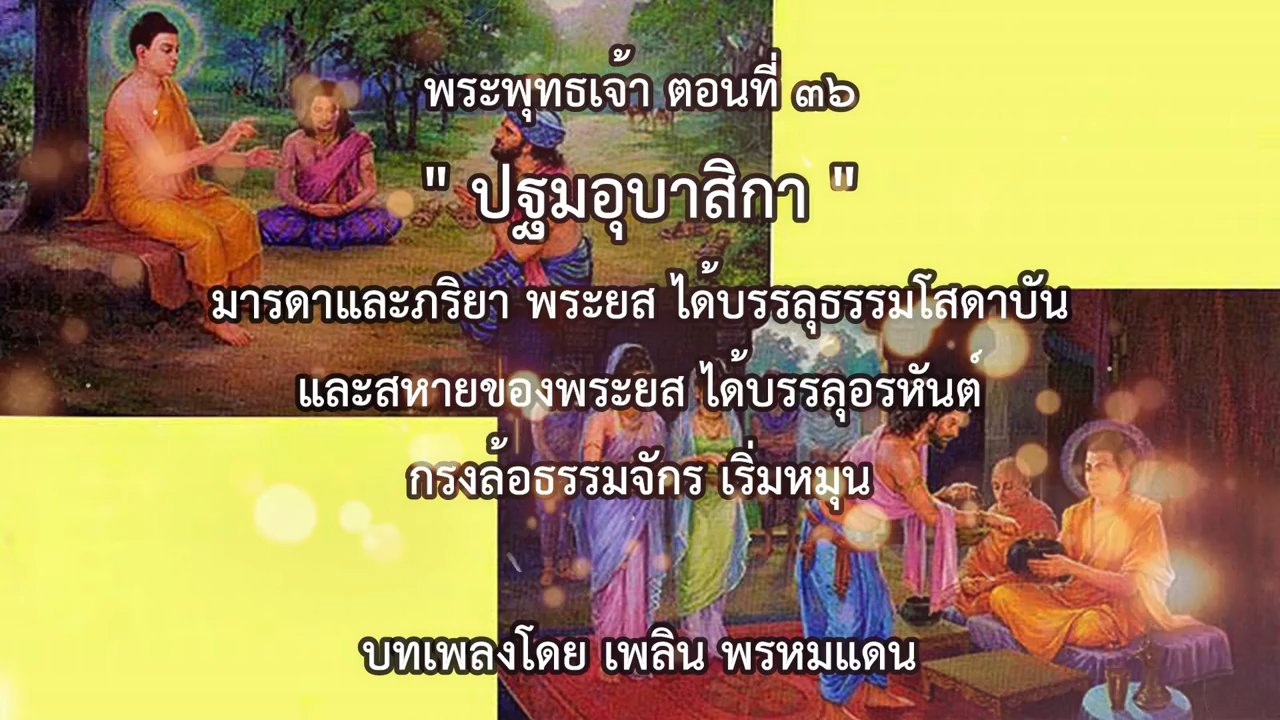 พระพุทธเจ้า ตอนที่ ๓๖
" ปฐมอุบาสิกา "
มารดาและภริยา พระยส ได้บรรลุธรรมโสดาบัน
และสหายของพระยส ได้บรรลุอรหันต์
กรงล้อธรรมจักร เริ่มหมุน
บทเพลงโดย เพลิน พรหมแดน